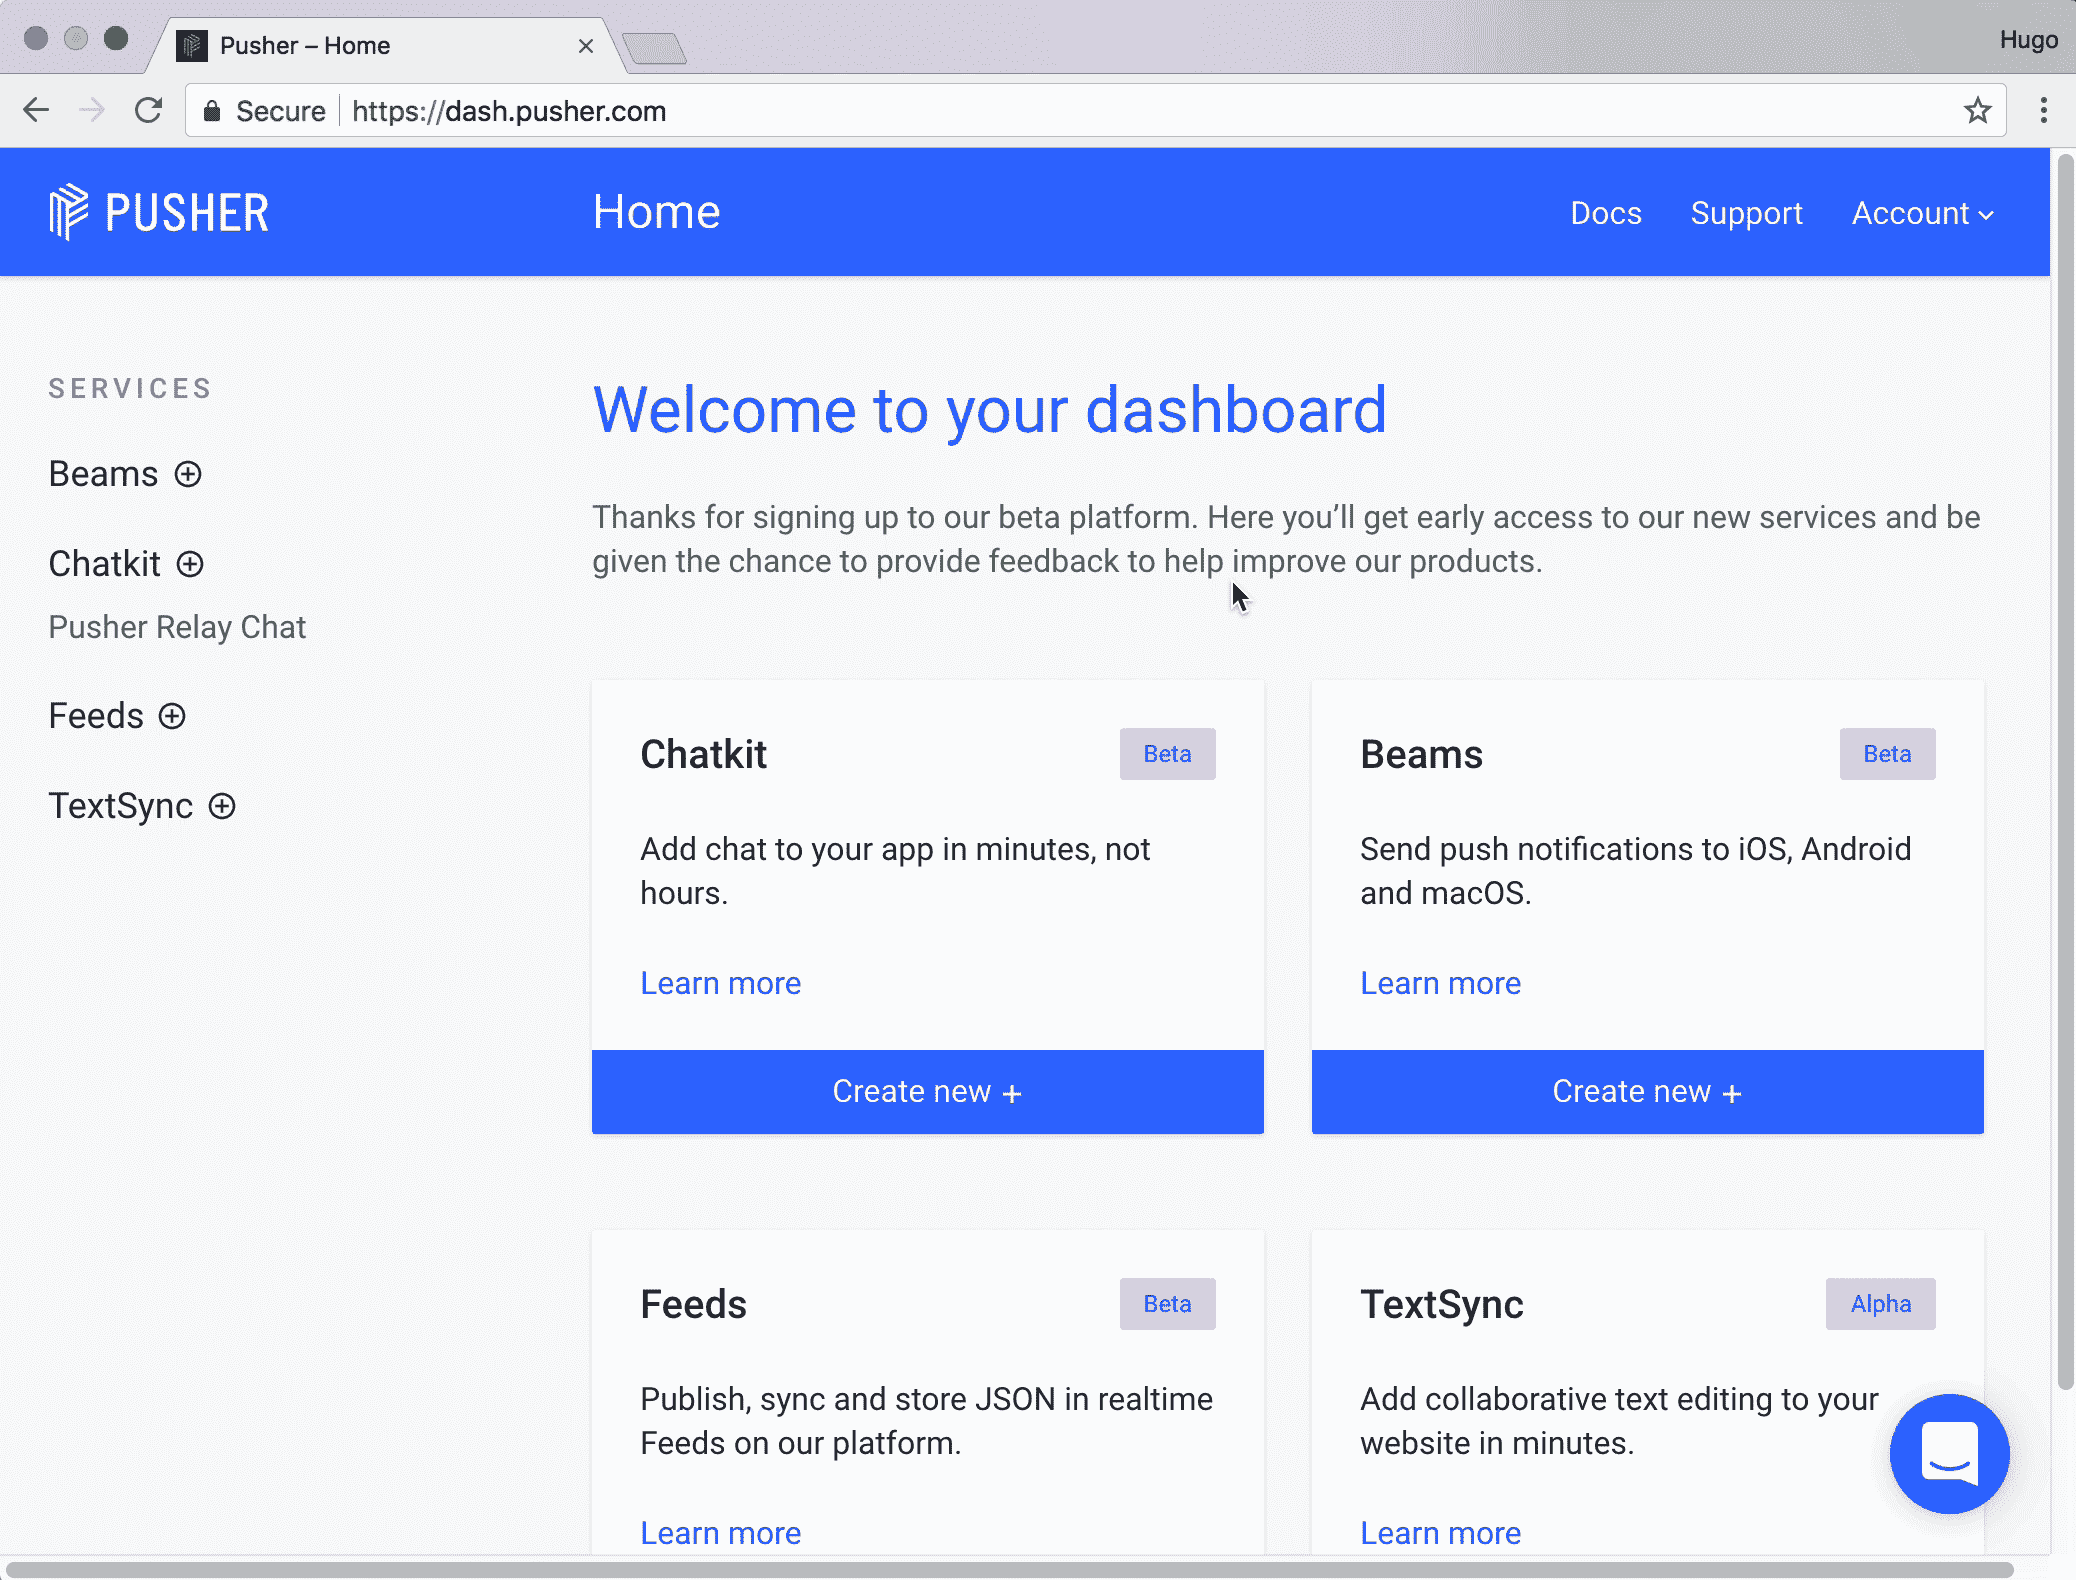 Pusher – Home
Hugo
Secure
https://dash.pusher.com
PUSHER
Home
Docs
Support
Account
SERVICES
Beams
Chatkit
Pusher Relay Chat
Feeds
TextSync
Welcome to your dashboard
Thanks for signing up to our beta platform. Here you’ll get early access to our new services and be
given the chance to provide feedback to help improve our products.
Chatkit
Beta
Add chat to your app in minutes, not
hours.
Learn more
Create new +
Beams
Beta
Send push notifications to iOS, Android
and macOS.
Learn more
Create new +
Feeds
Beta
Publish, sync and store JSON in realtime
Feeds on our platform.
Learn more
TextSync
Alpha
Add collaborative text editing to your
website in minutes.
Learn more